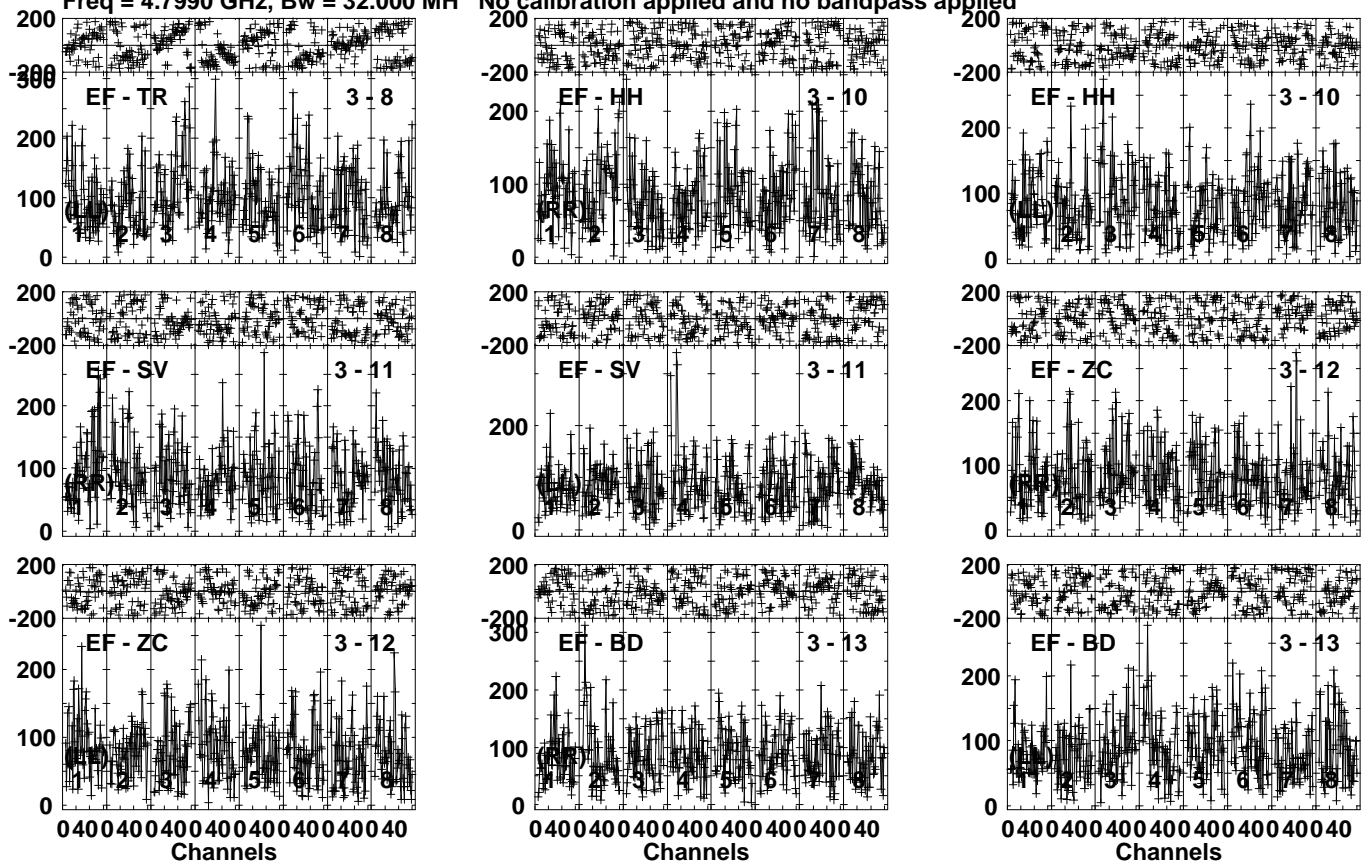 Freq = 4.7990 GHz, Bw = 32.000 MH   No calibration applied and no bandpass applied
200 200 200
-200 -200 -200
300
EF - TR 3 - 8 EF - HH 3 - 10 EF - HH 3 - 10
200 200 200
100 100 100
(LL) (RR) (LL)
1 2 3 4 5 6 7 8 1 2 3 4 5 6 7 8 1 2 3 4 5 6 7 8
0 0 0
200 200 200
-200 -200 -200
EF - SV 3 - 11 EF - SV 3 - 11 EF - ZC 3 - 12
200 200 200
100 100
(RR) (LL) (RR)
1 2 3 4 5 6 7 8 1 2 3 4 5 6 7 8 1 2 3 4 5 6 7 8
0 0 0
200 200 200
-200 -200 -200
300
EF - ZC 3 - 12 EF - BD 3 - 13 EF - BD 3 - 13
200 200 200
100 100 100
(LL) (RR) (LL)
1 2 3 4 5 6 7 8 1 2 3 4 5 6 7 8 1 2 3 4 5 6 7 8
0 0 0
0 40 0 40 0 40 0 40 0 40 0 40 0 40 40 0 40 0 40 0 40 0 40 0 40 0 40 0 40 40 0 40 0 40 0 40 0 40 0 40 0 40 0 40 40
Channels Channels Channels